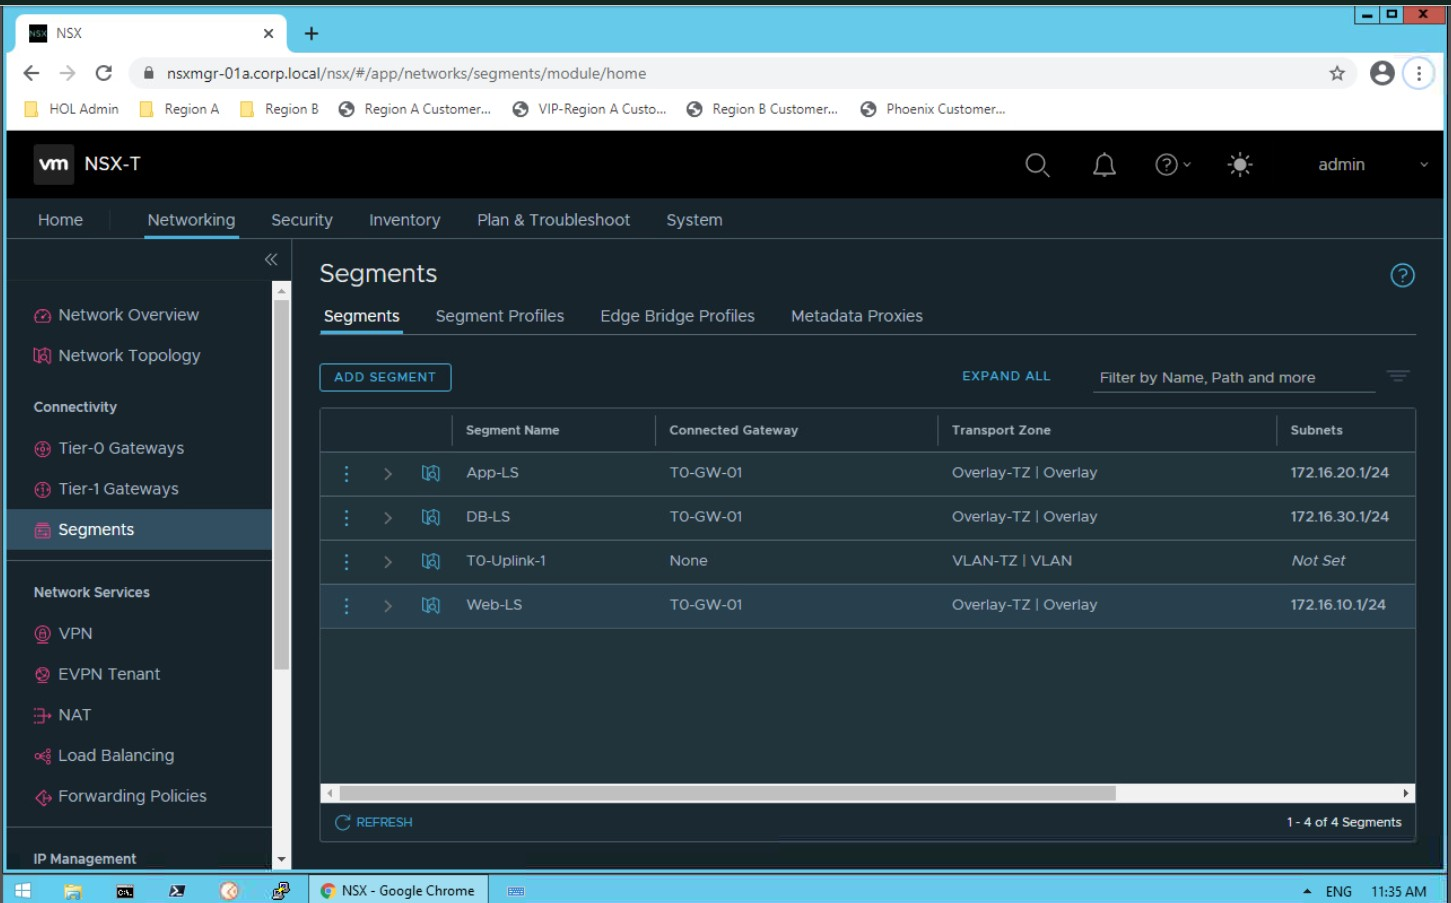 NSX NSX
nsxmgr-01a.corp.local/nsx/#/app/networks/segments/module/home
HOL Admin Region A Region B Region A Customer... VIP-Region A Custo... Region B Customer... Phoenix Customer...
vm NSX-T admin
Home Networking Security Inventory Plan & Troubleshoot System
Network Overview
Network Topology
Connectivity
Tier-0 Gateways
Tier-1 Gateways
Segments
Network Services
VPN
EVPN Tenant
NAT
Load Balancing
Forwarding Policies
IP Management
Segments
Segments Segment Profiles Edge Bridge Profiles Metadata Proxies
ADD SEGMENT EXPAND ALL Filter by Name, Path and more
Segment Name Connected Gateway Transport Zone Subnets
App-LS T0-GW-01 Overlay-TZ | Overlay 172.16.20.1/24
DB-LS T0-GW-01 Overlay-TZ | Overlay 172.16.30.1/24
T0-Uplink-1 None VLAN-TZ | VLAN Not Set
Web-LS T0-GW-01 Overlay-TZ | Overlay 172.16.10.1/24
REFRESH 1 - 4 of 4 Segments
NSX - Google Chrome ENG 11:35 AM